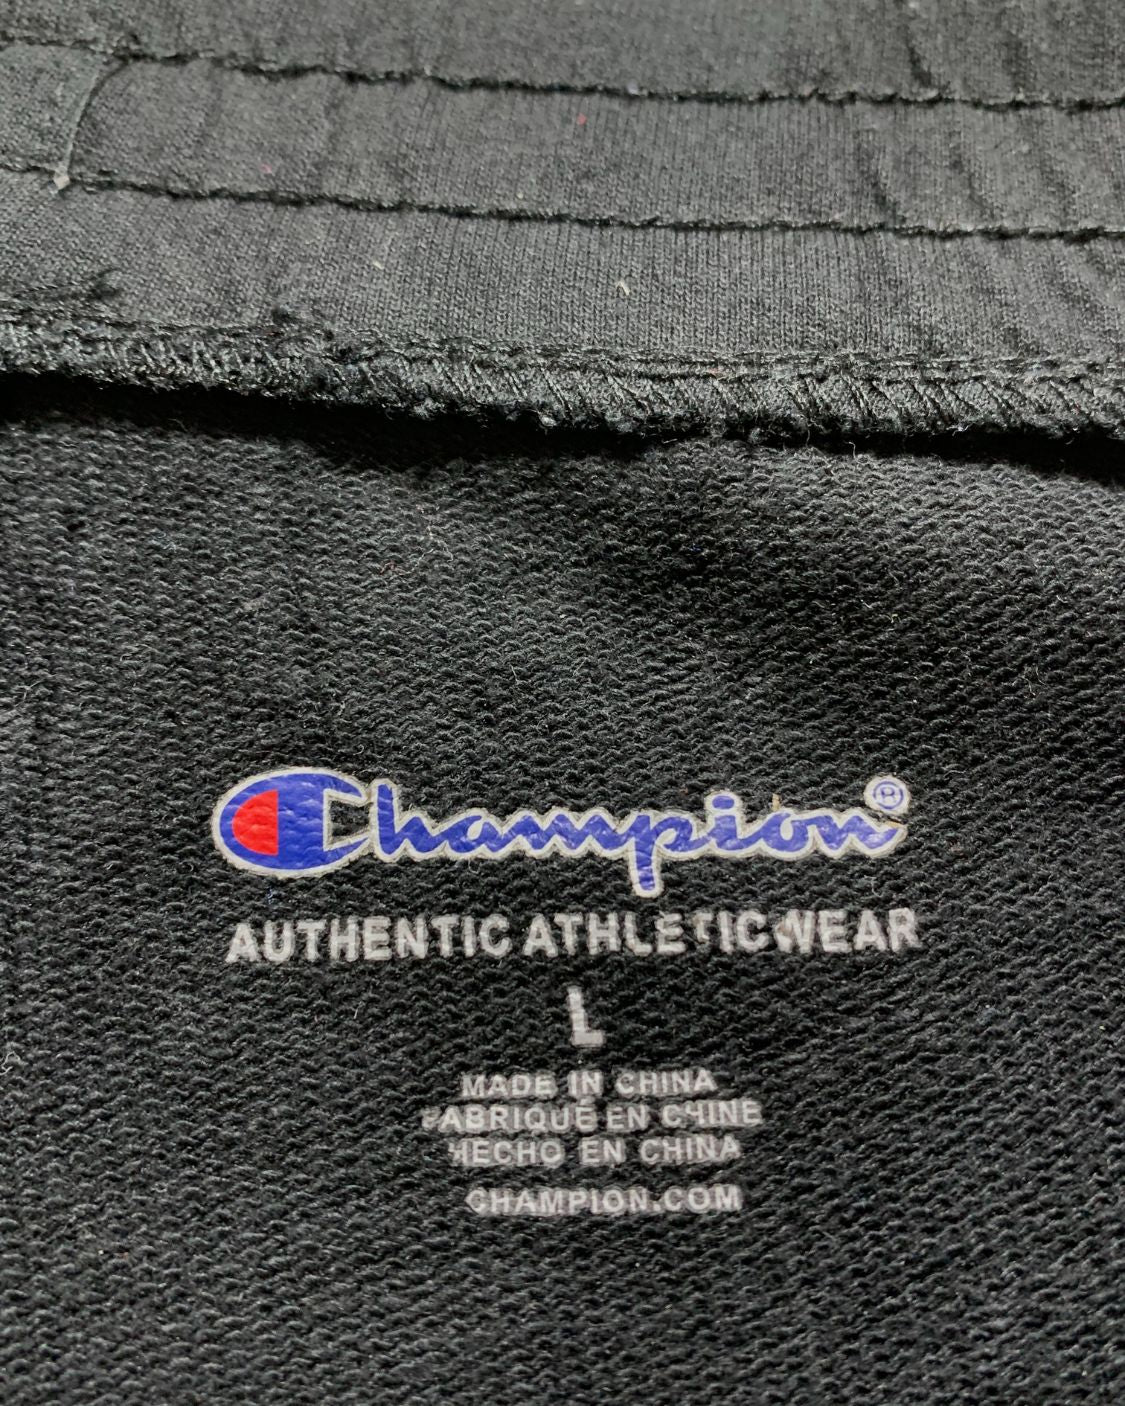 Champion®
AUTHENTIC ATHLETICWEAR
L
MADE IN CHINA
FABRIQUÉ EN CHINE
HECHO EN CHINA
CHAMPION.COM